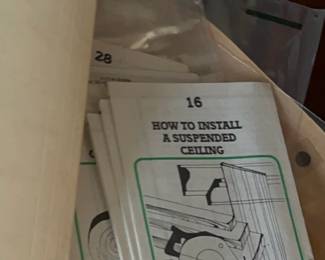 28
16
HOW TO INSTALL
A SUSPENDED
CEILING